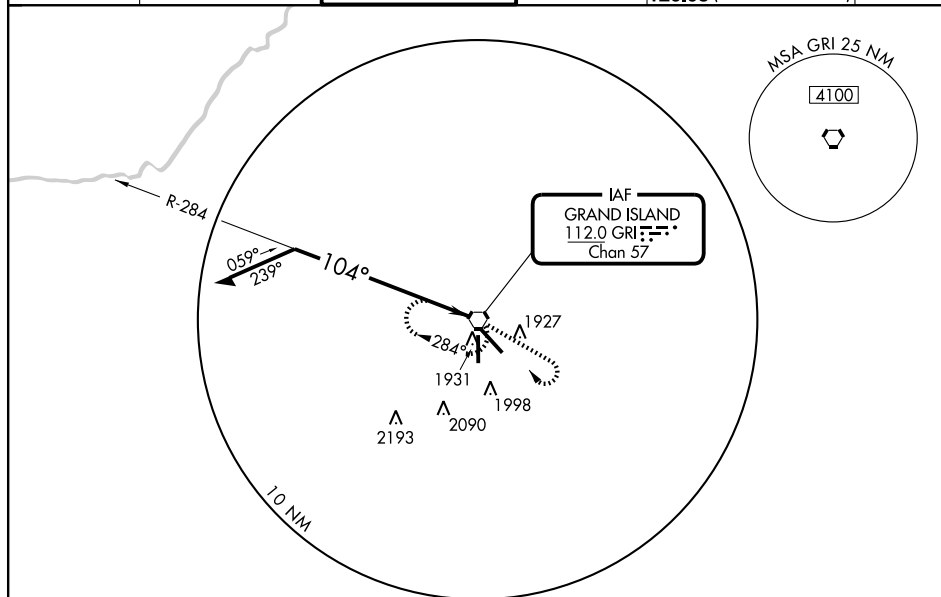 MSA GRI 25 NM
4100
IAF
GRAND ISLAND
112.0 GRI
Chan 57
R-284
059°
239°
104°
284°
1927
1931
1998
2090
2193
10 NM